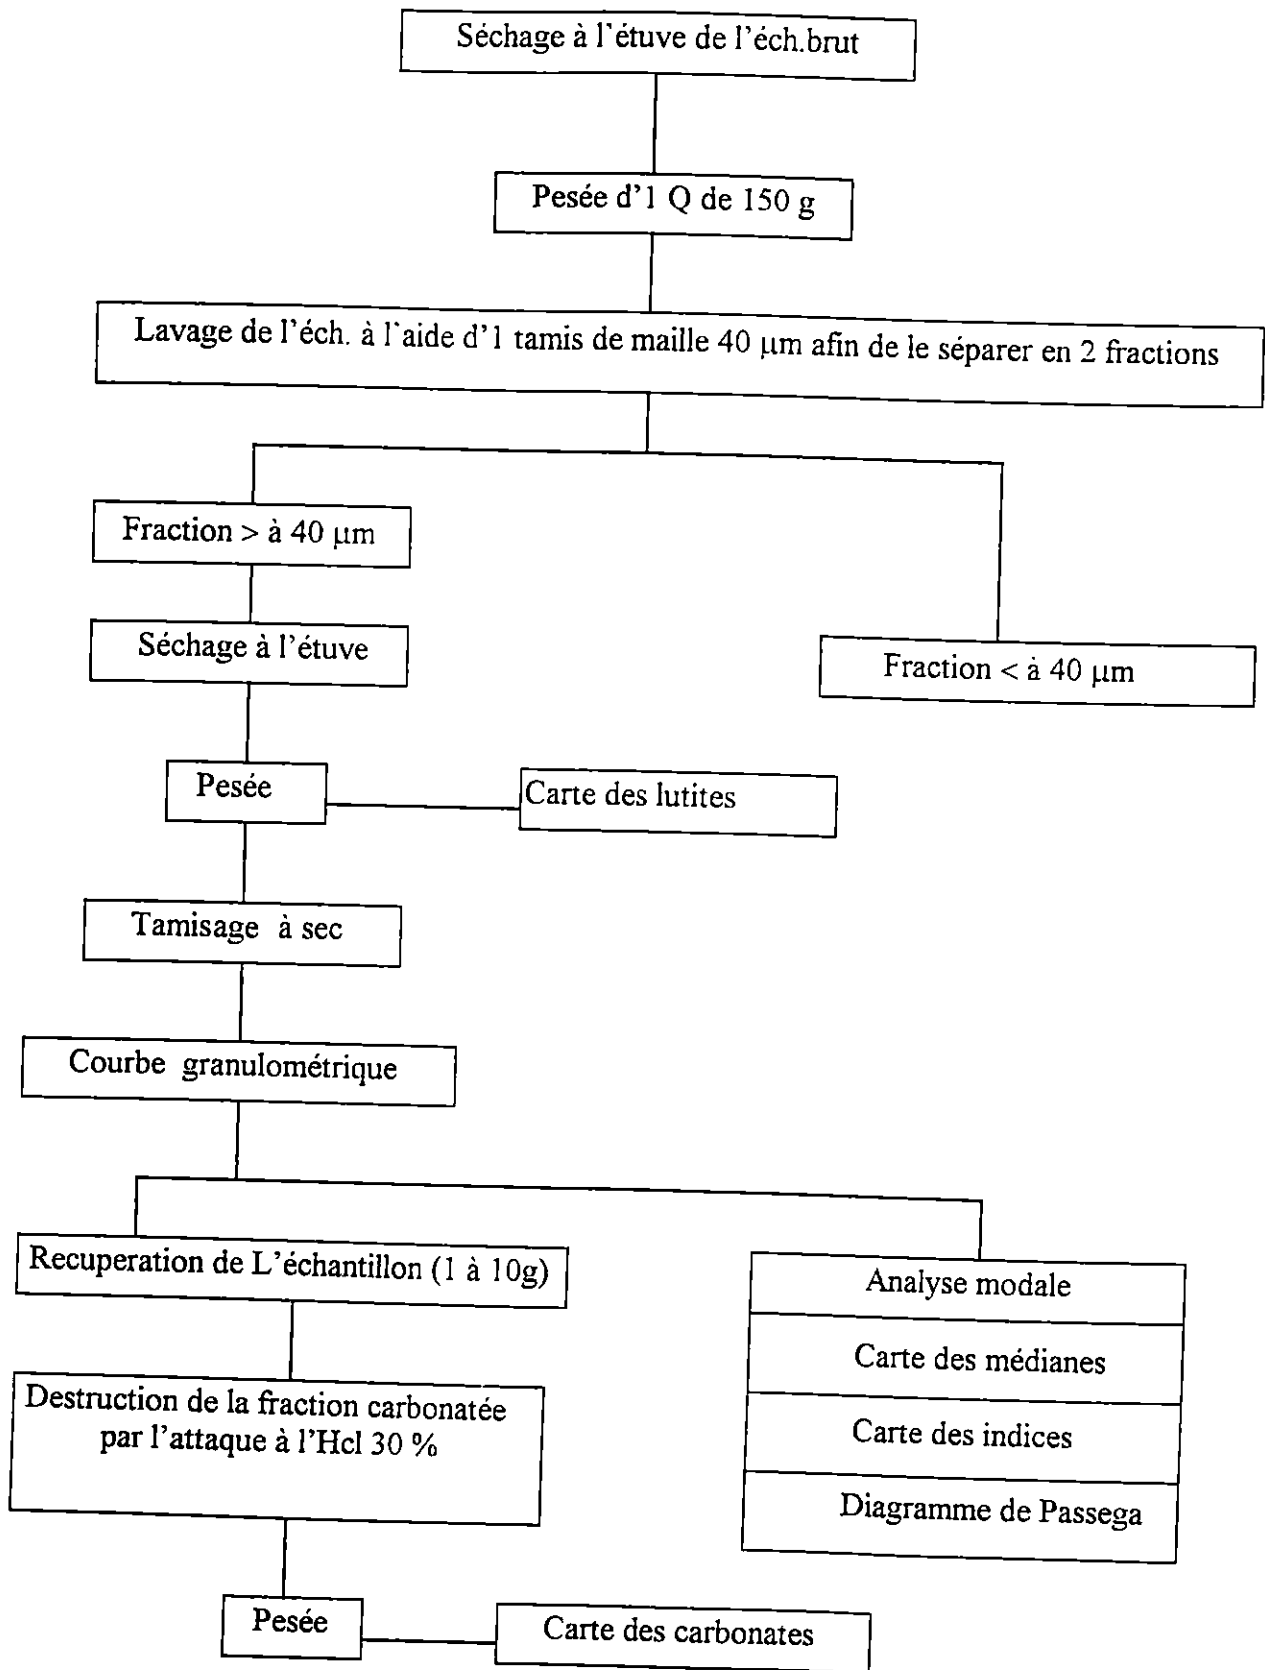 Séchage à l'étuve de l'éch.brut
Pesée d'1 Q de 150 g
Lavage de l'éch. à l'aide d'1 tamis de maille 40 µm afin de le séparer en 2 fractions
Fraction > à 40 µm
Séchage à l'étuve
Fraction < à 40 µm
Pesée
Carte des lutites
Tamisage à sec
Courbe granulométrique
Recuperation de L'échantillon (1 à 10g)
Analyse modale
Carte des médianes
Carte des indices
Diagramme de Passega
Destruction de la fraction carbonatée
par l'attaque à l'Hcl 30 %
Pesée
Carte des carbonates